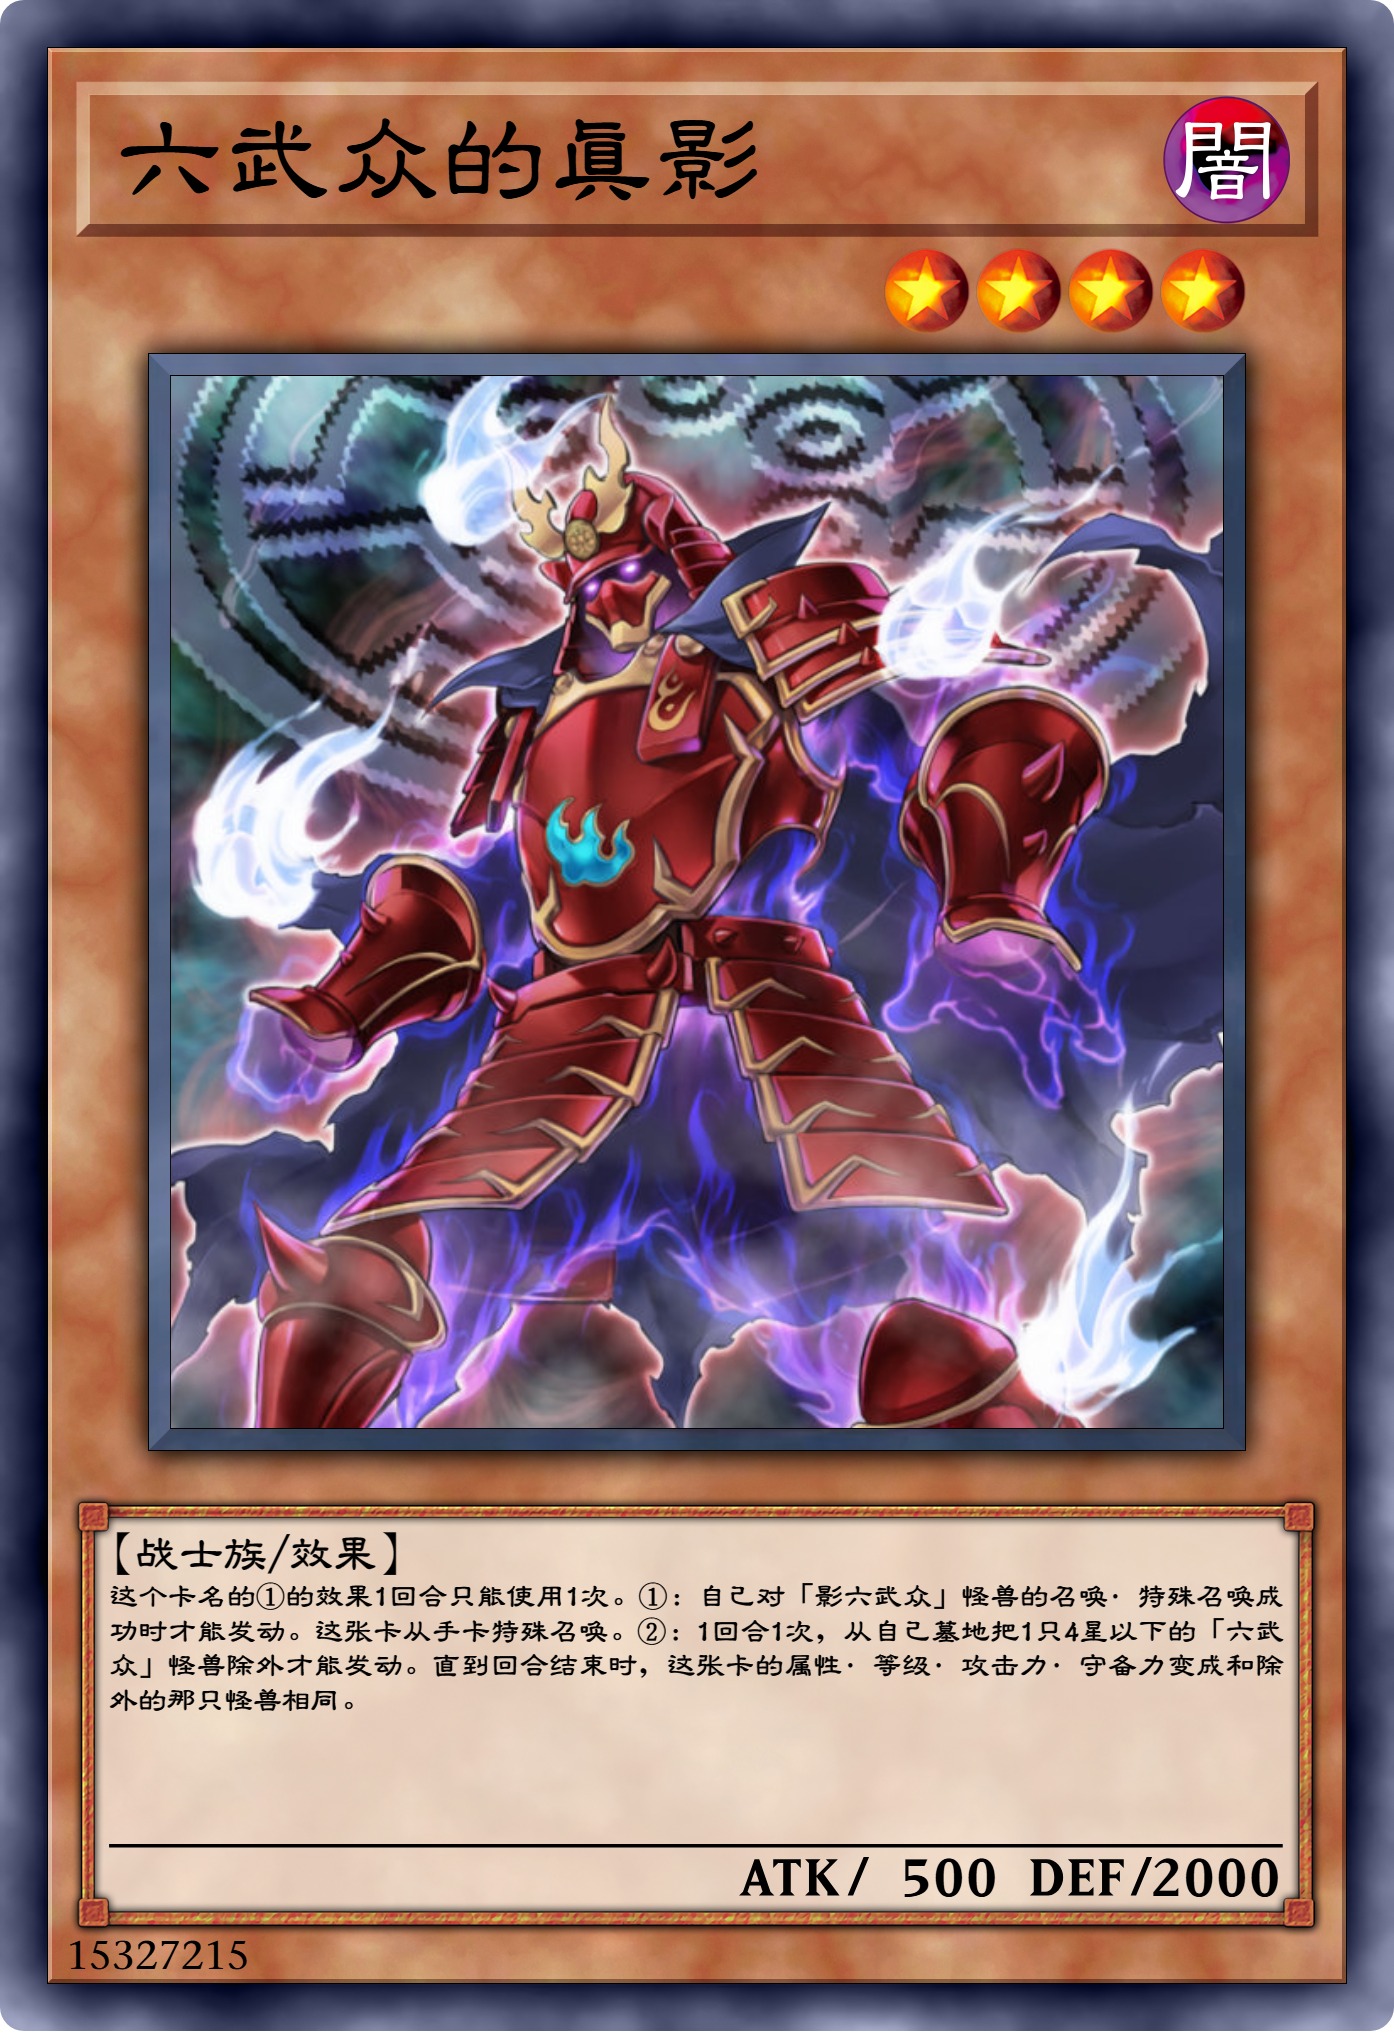 六武众的眞影
闇
【战士族/效果】
这个卡名的①的效果1回合只能使用1次。①：自己对「影六武众」怪兽的召唤·特殊召唤成
功时才能发动。这张卡从手卡特殊召唤。②：1回合1次，从自己墓地把1只4星以下的「六武
众」怪兽除外才能发动。直到回合结束时，这张卡的属性·等级·攻击力·守备力变成和除
外的那只怪兽相同。
ATK/ 500 DEF/2000
15327215